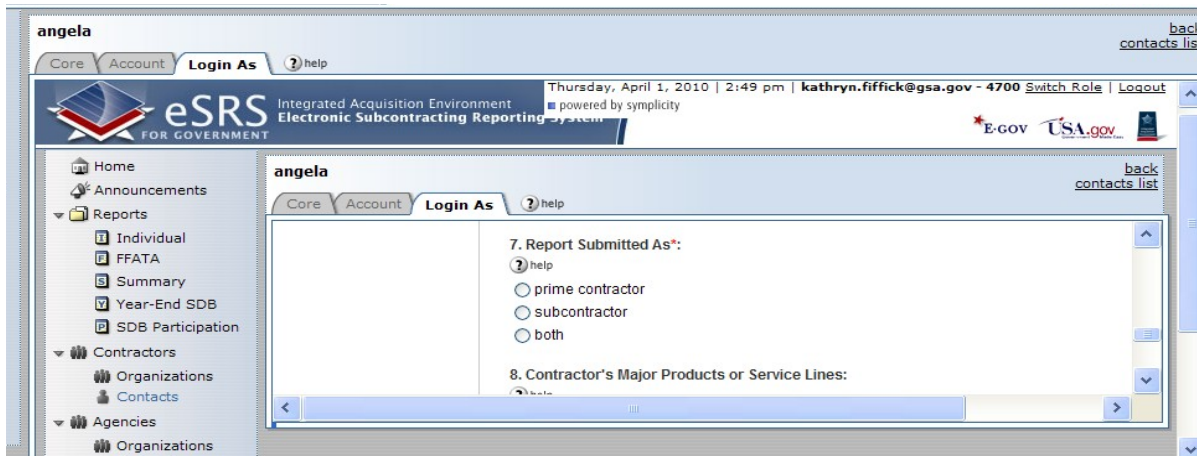 angela
back
contacts lis
Core Account Login As ? help
Thursday, April 1, 2010 | 2:49 pm | kathryn.fiffick@gsa.gov - 4700 Switch Role | Logout
eSRS
FOR GOVERNMENT
Integrated Acquisition Environment
Electronic Subcontracting Reporting System
powered by symplicity
E-GOV USA.gov
Home
Announcements
Reports
I Individual
F FFATA
S Summary
Y Year-End SDB
P SDB Participation
Contractors
Organizations
Contacts
Agencies
Organizations
angela
back
contacts list
Core Account Login As ? help
7. Report Submitted As*:
? help
prime contractor
subcontractor
both
8. Contractor's Major Products or Service Lines:
? help